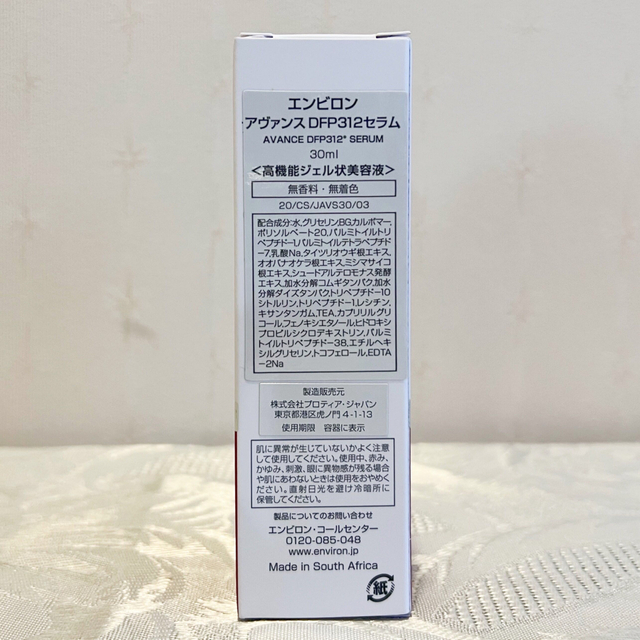 エンビロン
アヴァンス DFP312セラム
AVANCE DFP312* SERUM
30ml
＜高機能ジェル状美容液＞
無香料・無着色
20/CS/JAVS30/03
配合成分:水,グリセリン,BG,カルボマー,
ポリソルベート20,パルミトイルトリ
ペプチド-1,パルミトイルテトラペプチド
-7,乳酸Na,タイツリオウギ根エキス,
オオバナオケラ根エキス,ミシマサイコ
根エキス,シュードアルテロモナス発酵
エキス,加水分解コムギタンパク,加水
分解ダイズタンパク,トリペプチド-10
シトルリン,トリペプチド-1,レシチン,
キサンタンガム,TEA,カプリリルグリ
コール,フェノキシエタノール,ヒドロキシ
プロピルシクロデキストリン,パルミ
トイルトリペプチド-38,エチルヘキ
シルグリセリン,トコフェロール,EDTA
-2Na
製造販売元
株式会社プロティア・ジャパン
東京都港区虎ノ門 4-1-13
使用期限 容器に表示
肌に異常が生じていないかよく注意
して使用してください。使用中、赤み、
かゆみ、刺激、眼に異物感が残る場合
や肌にあわないときは使用をおやめく
ださい。直射日光を避け冷暗所に
保管してください。
製品についてのお問い合わせ
エンビロン・コールセンター
0120-085-048
www.environ.jp
Made in South Africa
紙